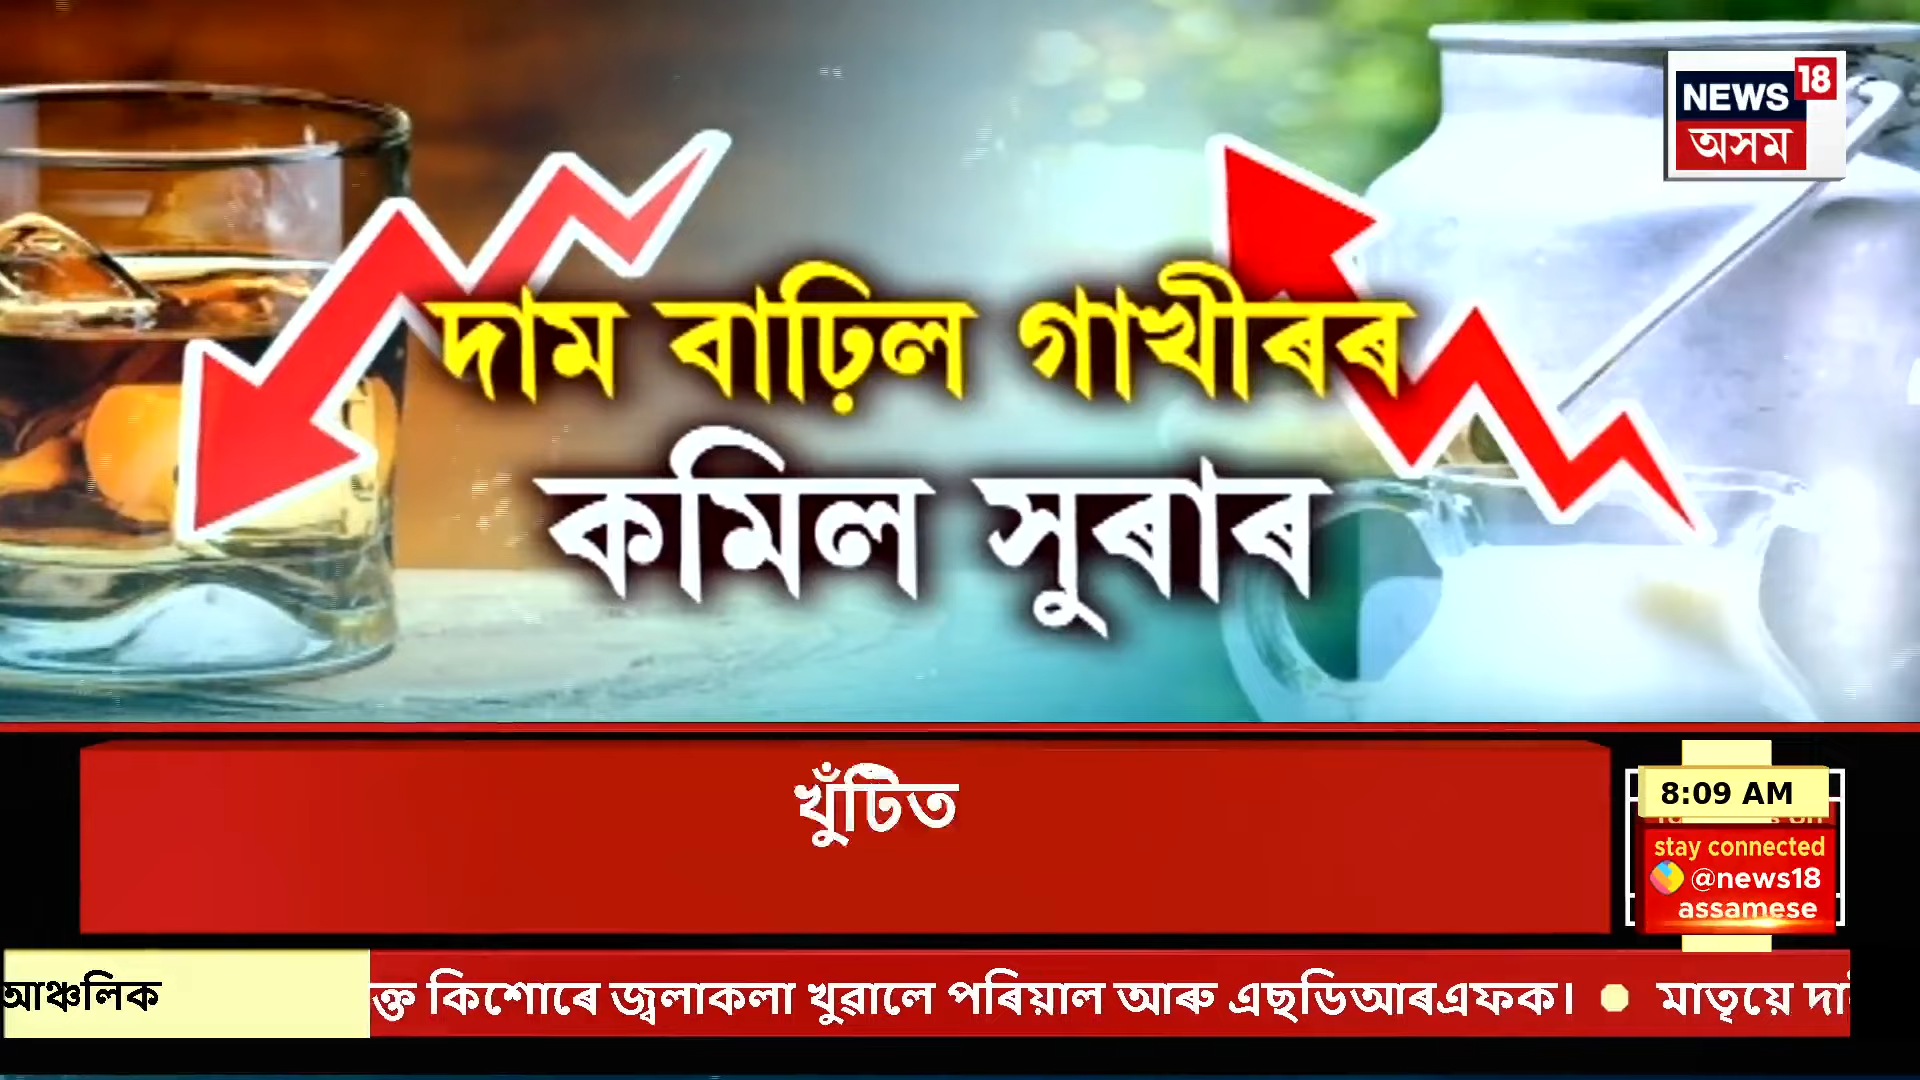 NEWS 18
অসম
দাম বাঢ়িল গাখীৰৰ
কমিল সুৰাৰ
খুঁটিত
8:09 AM
stay connected
@news18
assamese
আঞ্চলিক
ক্ত কিশোৰে জ্বলাকলা খুৱালে পৰিয়াল আৰু এছডিআৰএফক। মাতৃয়ে